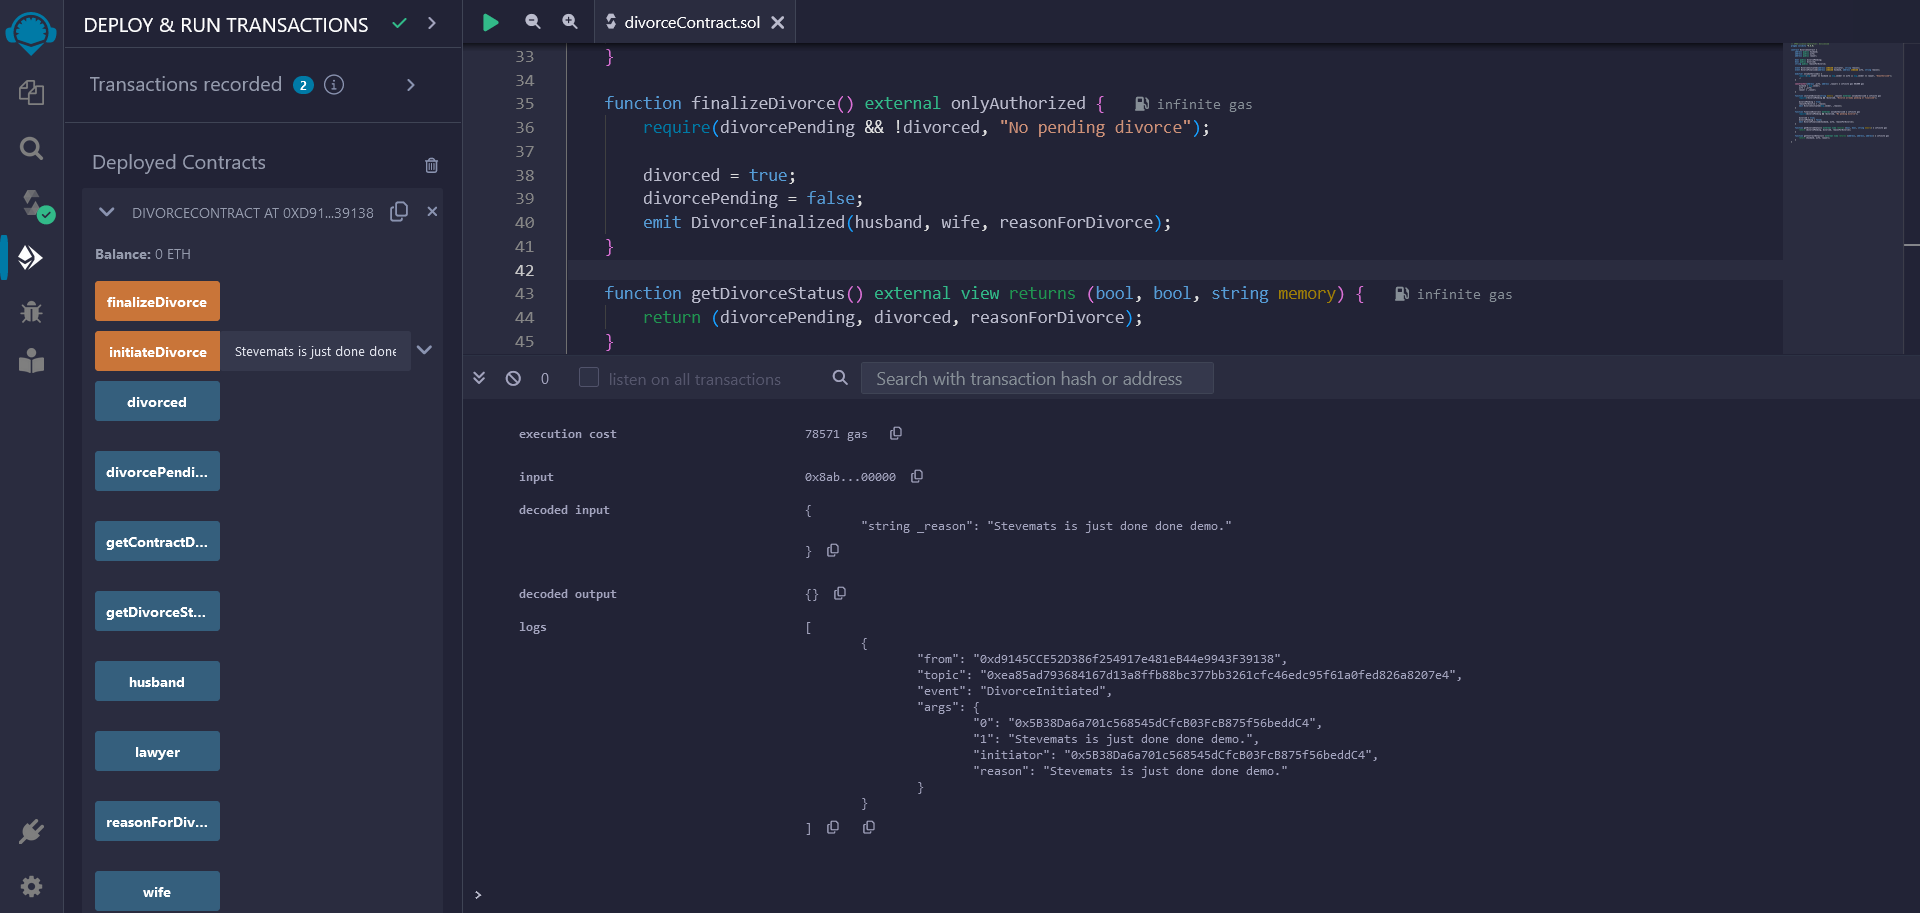 DEPLOY & RUN TRANSACTIONS
Transactions recorded 2
Deployed Contracts
DIVORCECONTRACT AT 0XD91...39138
Balance: 0 ETH
finalizeDivorce
initiateDivorce Stevemats is just done done
divorced
divorcePendi...
getContractD...
getDivorceSt...
husband
lawyer
reasonForDiv...
wife
divorceContract.sol
33 }
34
35 function finalizeDivorce() external onlyAuthorized { infinite gas
36 require(divorcePending && !divorced, "No pending divorce");
37
38 divorced = true;
39 divorcePending = false;
40 emit DivorceFinalized(husband, wife, reasonForDivorce);
41 }
42
43 function getDivorceStatus() external view returns (bool, bool, string memory) { infinite gas
44 return (divorcePending, divorced, reasonForDivorce);
45 }
0 listen on all transactions Search with transaction hash or address
execution cost 78571 gas
input 0x8ab...00000
decoded input {
"string _reason": "Stevemats is just done done demo."
}
decoded output {}
logs [
{
"from": "0xd9145CCE52D386f254917e481eB44e9943F39138",
"topic": "0xea85ad793684167d13a8ffb88bc377bb3261cfc46edc95f61a0fed826a8207e4",
"event": "DivorceInitiated",
"args": {
"0": "0x5B38Da6a701c568545dCfcB03FcB875f56beddC4",
"1": "Stevemats is just done done demo.",
"initiator": "0x5B38Da6a701c568545dCfcB03FcB875f56beddC4",
"reason": "Stevemats is just done done demo."
}
}
]
>